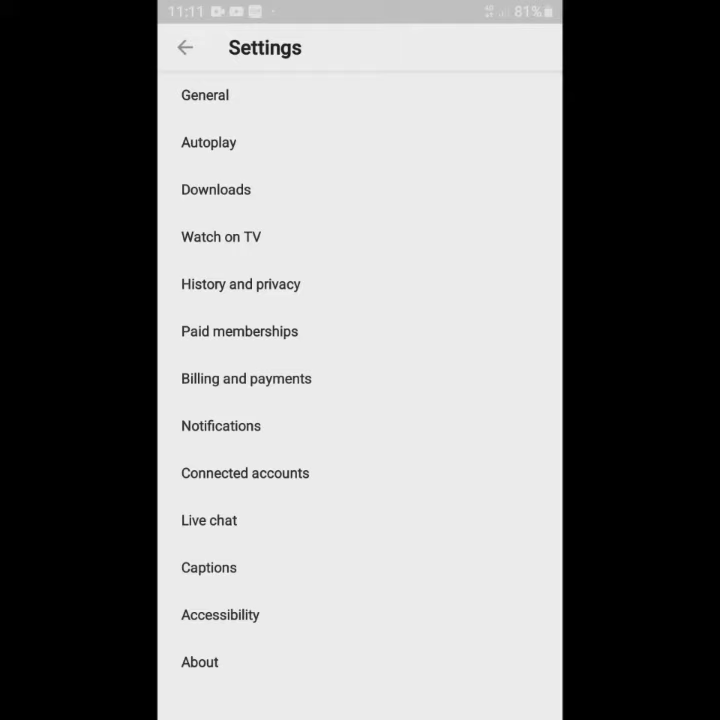 11:11 81%
Settings
General
Autoplay
Downloads
Watch on TV
History and privacy
Paid memberships
Billing and payments
Notifications
Connected accounts
Live chat
Captions
Accessibility
About